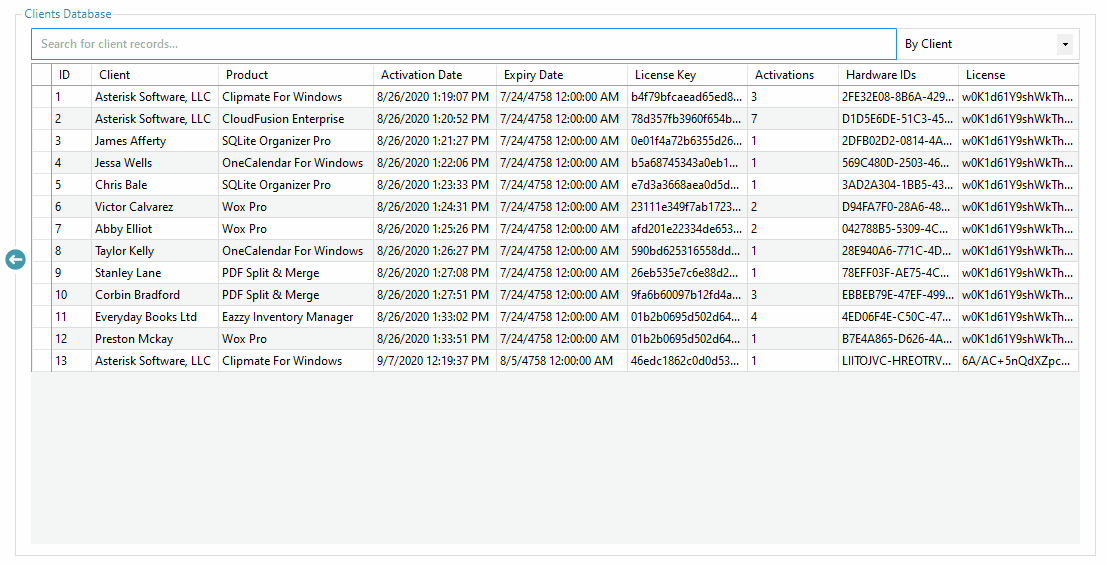 Clients Database
Search for client records... By Client
ID Client Product Activation Date Expiry Date License Key Activations Hardware IDs License
1 Asterisk Software, LLC Clipmate For Windows 8/26/2020 1:19:07 PM 7/24/4758 12:00:00 AM b4f79bfcaead65ed8... 3 2FE32E08-8B6A-429... w0K1d61Y9shWkTh...
2 Asterisk Software, LLC CloudFusion Enterprise 8/26/2020 1:20:52 PM 7/24/4758 12:00:00 AM 78d357fb3960f654b... 7 D1D5E6DE-51C3-45... w0K1d61Y9shWkTh...
3 James Afferty SQLite Organizer Pro 8/26/2020 1:21:27 PM 7/24/4758 12:00:00 AM 0e01f4a72b6355d26... 1 2DFB02D2-0814-4A... w0K1d61Y9shWkTh...
4 Jessa Wells OneCalendar For Windows 8/26/2020 1:22:06 PM 7/24/4758 12:00:00 AM b5a68745343a0eb1... 1 569C480D-2503-46... w0K1d61Y9shWkTh...
5 Chris Bale SQLite Organizer Pro 8/26/2020 1:23:33 PM 7/24/4758 12:00:00 AM e7d3a3668aea0d5d... 1 3AD2A304-1BB5-43... w0K1d61Y9shWkTh...
6 Victor Calvarez Wox Pro 8/26/2020 1:24:31 PM 7/24/4758 12:00:00 AM 23111e349f7ab1723... 2 D94FA7F0-28A6-48... w0K1d61Y9shWkTh...
7 Abby Elliot Wox Pro 8/26/2020 1:25:26 PM 7/24/4758 12:00:00 AM afd201e22334de653... 2 042788B5-5309-4C... w0K1d61Y9shWkTh...
8 Taylor Kelly OneCalendar For Windows 8/26/2020 1:26:27 PM 7/24/4758 12:00:00 AM 590bd625316558dd... 1 28E940A6-771C-4D... w0K1d61Y9shWkTh...
9 Stanley Lane PDF Split & Merge 8/26/2020 1:27:08 PM 7/24/4758 12:00:00 AM 26eb535e7c6e88d2... 1 78EFF03F-AE75-4C... w0K1d61Y9shWkTh...
10 Corbin Bradford PDF Split & Merge 8/26/2020 1:27:51 PM 7/24/4758 12:00:00 AM 9fa6b60097b12fd4a... 3 EBBEB79E-47EF-499... w0K1d61Y9shWkTh...
11 Everyday Books Ltd Eazzy Inventory Manager 8/26/2020 1:33:02 PM 7/24/4758 12:00:00 AM 01b2b0695d502d64... 4 4ED06F4E-C50C-47... w0K1d61Y9shWkTh...
12 Preston Mckay Wox Pro 8/26/2020 1:33:51 PM 7/24/4758 12:00:00 AM 01b2b0695d502d64... 1 B7E4A865-D626-4A... w0K1d61Y9shWkTh...
13 Asterisk Software, LLC Clipmate For Windows 9/7/2020 12:19:37 PM 8/5/4758 12:00:00 AM 46edc1862c0d0d53... 1 LIITOJVC-HREOTRV... 6A/AC+5nQdXZpc...